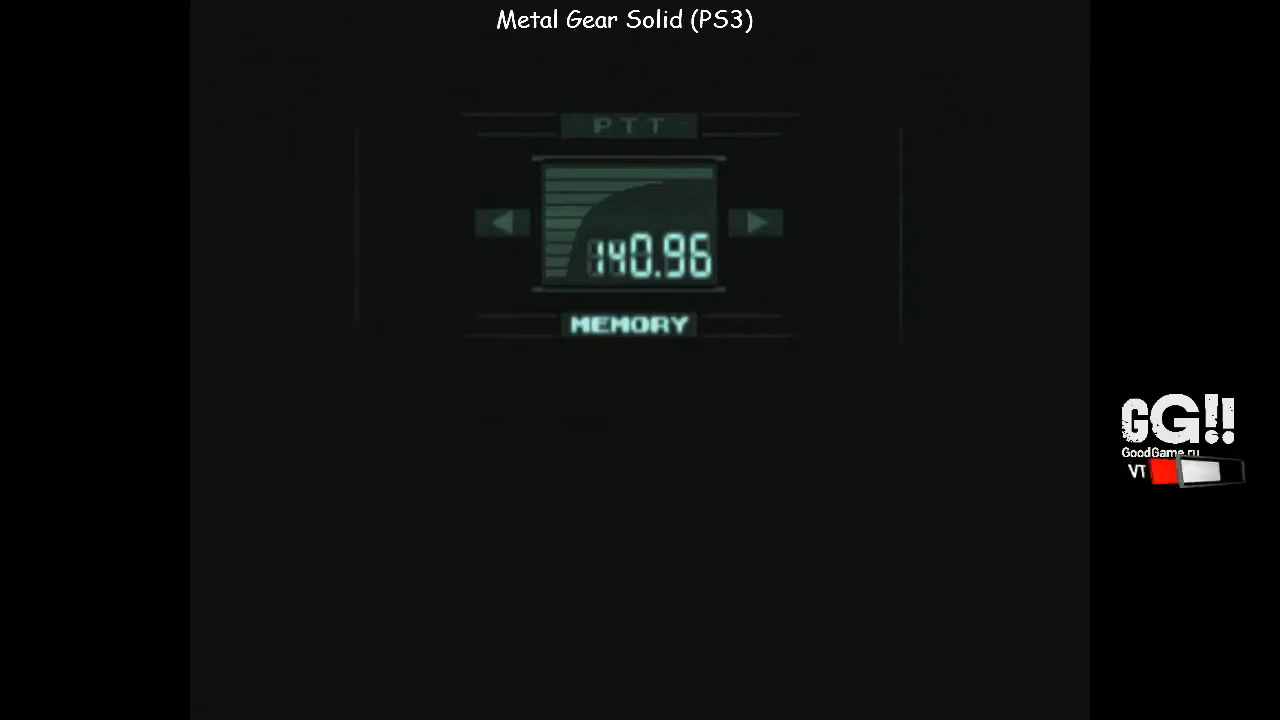 Metal Gear Solid (PS3)
PTT
140.96
MEMORY
GG!!
GoodGame.ru
VT